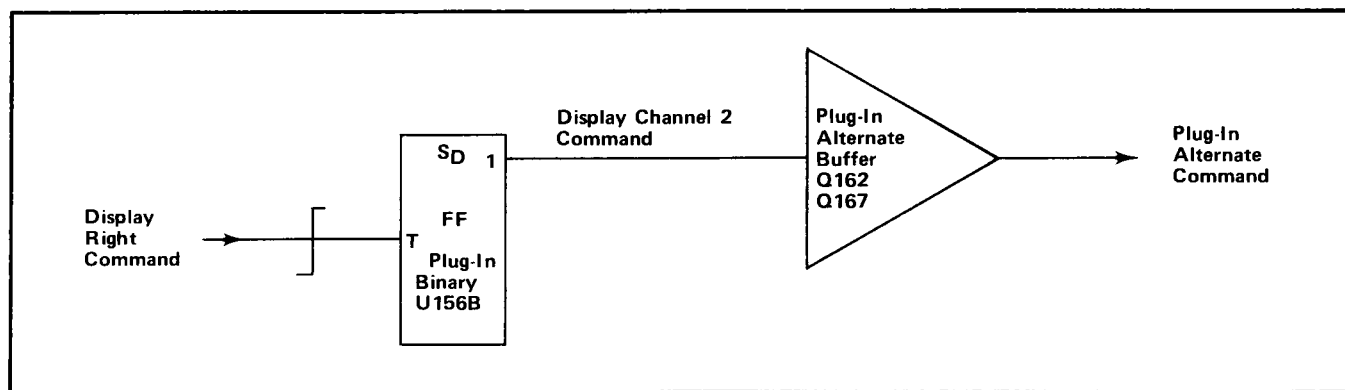 Display
Right
Command
SD 1
T
FF
Plug-In
Binary
U156B
Display Channel 2
Command
Plug-In
Alternate
Buffer
Q162
Q167
Plug-In
Alternate
Command